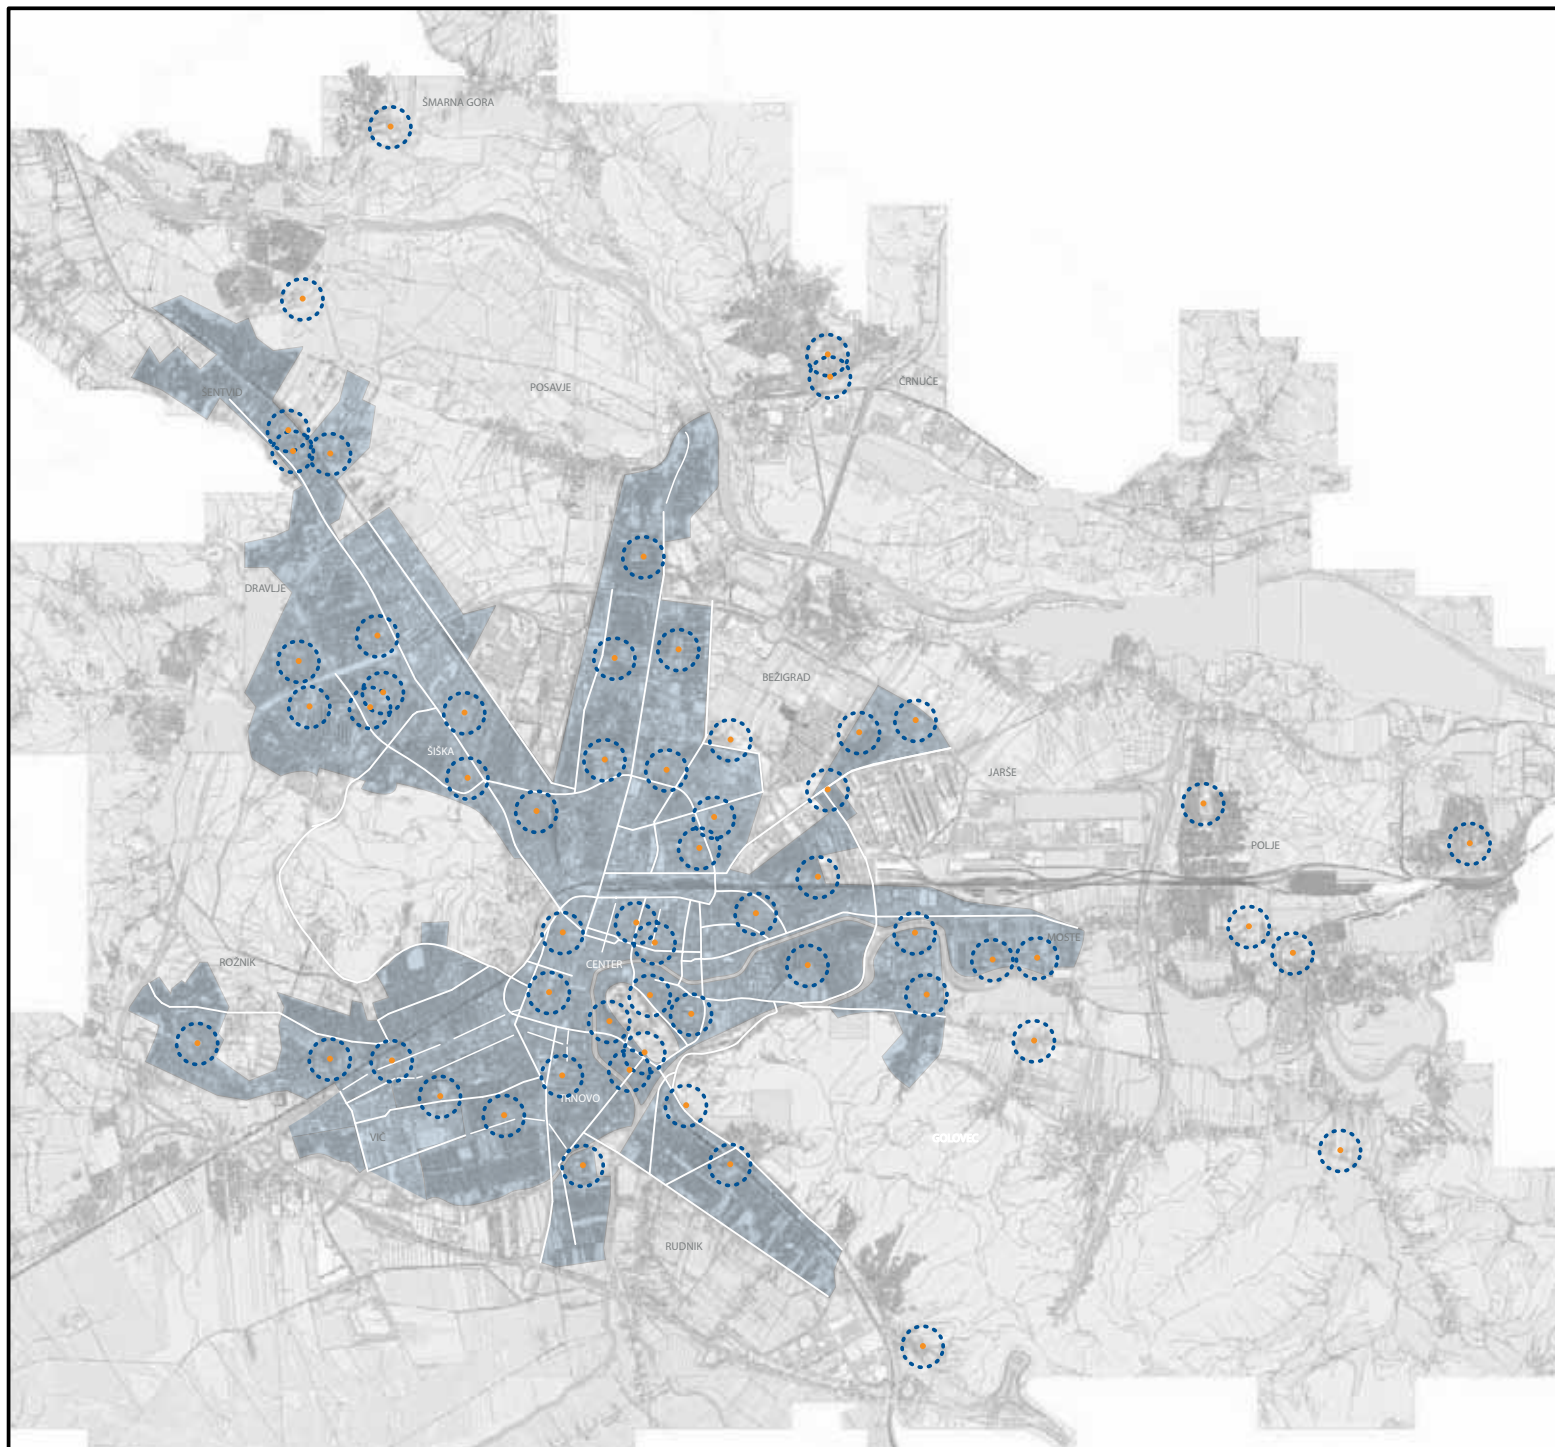 ŠMARNA GORA
ŠENTVID
POSAVJE
ČRNUČE
DRAVLJE
BEŽIGRAD
ŠIŠKA
JARŠE
POLJE
MOSTE
ROŽNIK
CENTER
TRNOVO
VIČ
GOLOVEC
RUDNIK